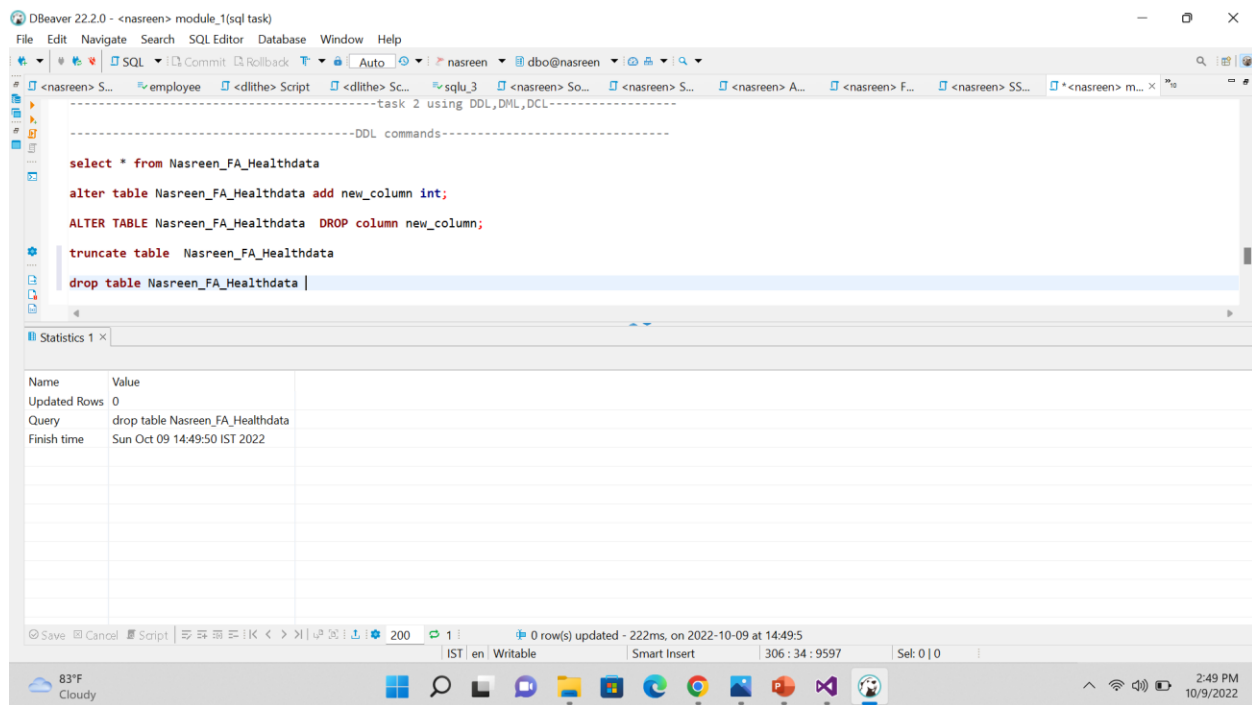 DBeaver 22.2.0 - <nasreen> module_1(sql task)
File Edit Navigate Search SQL Editor Database Window Help
SQL Commit Rollback T Auto nasreen dbo@nasreen
<nasreen> S... employee <dlithe> Script <dlithe> Sc... sqlu_3 <nasreen> So... <nasreen> S... <nasreen> A... <nasreen> F... <nasreen> SS... *<nasreen> m... "10
-------------------------------------------task 2 using DDL,DML,DCL------------------
----------------------------------------DDL commands--------------------------------
select * from Nasreen_FA_Healthdata
alter table Nasreen_FA_Healthdata add new_column int;
ALTER TABLE Nasreen_FA_Healthdata  DROP column new_column;
truncate table  Nasreen_FA_Healthdata
drop table Nasreen_FA_Healthdata
Statistics 1
Name Value
Updated Rows 0
Query drop table Nasreen_FA_Healthdata
Finish time Sun Oct 09 14:49:50 IST 2022
Save Cancel Script 200 1 0 row(s) updated - 222ms, on 2022-10-09 at 14:49:5
IST en Writable Smart Insert 306 : 34 : 9597 Sel: 0 | 0
83°F
Cloudy
2:49 PM
10/9/2022